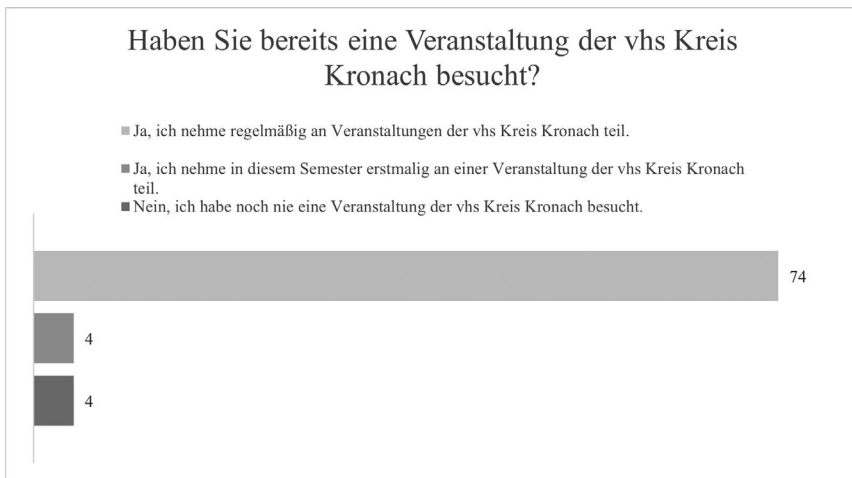 Haben Sie bereits eine Veranstaltung der vhs Kreis
Kronach besucht?
Ja, ich nehme regelmäßig an Veranstaltungen der vhs Kreis Kronach teil.
Ja, ich nehme in diesem Semester erstmalig an einer Veranstaltung der vhs Kreis Kronach
teil.
Nein, ich habe noch nie eine Veranstaltung der vhs Kreis Kronach besucht.
74
4
4